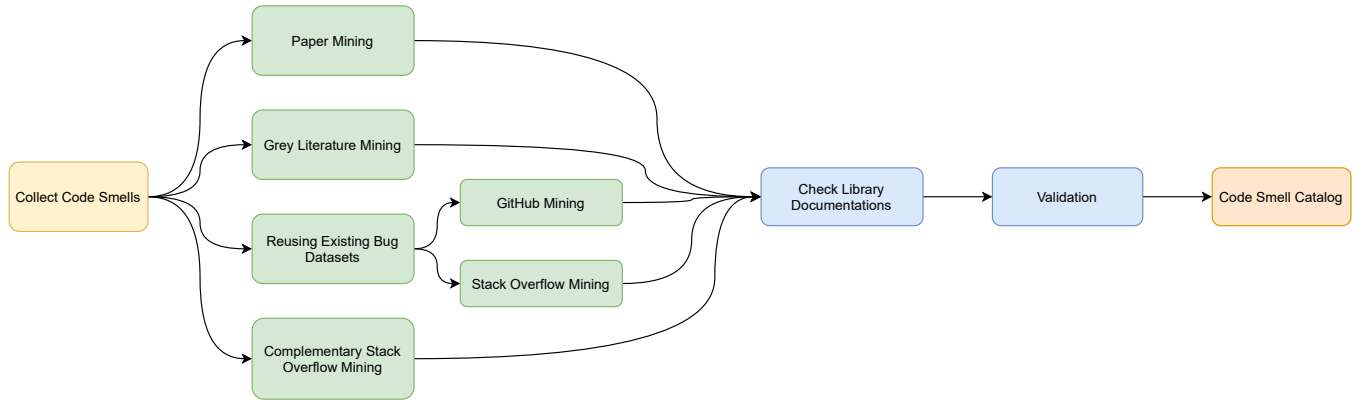 Collect Code Smells
Paper Mining
Grey Literature Mining
Reusing Existing Bug
Datasets
Complementary Stack
Overflow Mining
GitHub Mining
Stack Overflow Mining
Check Library
Documentations
Validation
Code Smell Catalog